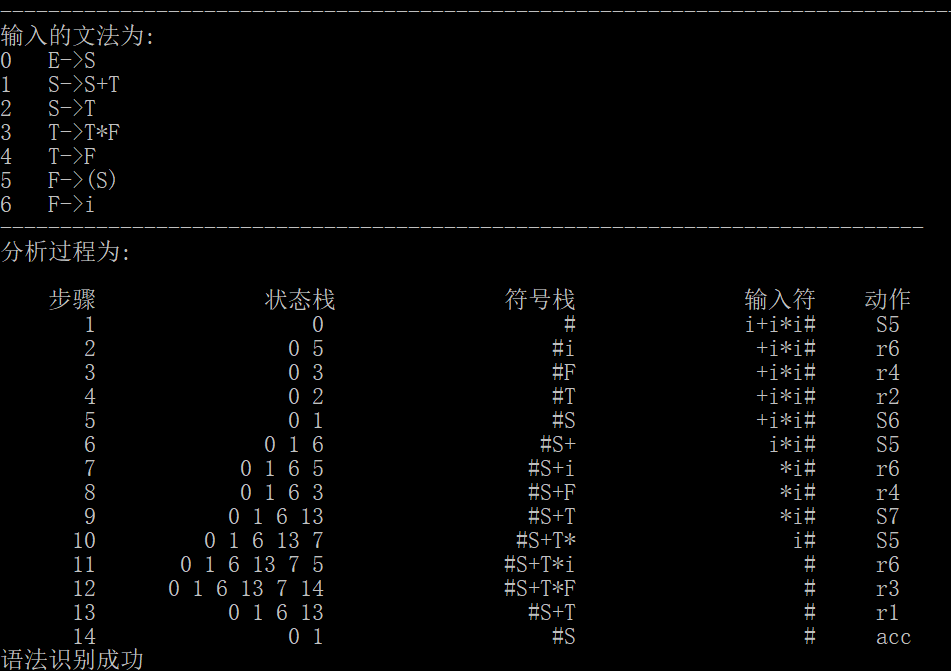 输入的文法为:
0 E->S
1 S->S+T
2 S->T
3 T->T*F
4 T->F
5 F->(S)
6 F->i
分析过程为:
步骤 状态栈 符号栈 输入符 动作
1 0 # i+i*i# S5
2 0 5 #i +i*i# r6
3 0 3 #F +i*i# r4
4 0 2 #T +i*i# r2
5 0 1 #S +i*i# S6
6 0 1 6 #S+ i*i# S5
7 0 1 6 5 #S+i *i# r6
8 0 1 6 3 #S+F *i# r4
9 0 1 6 13 #S+T *i# S7
10 0 1 6 13 7 #S+T* i# S5
11 0 1 6 13 7 5 #S+T*i # r6
12 0 1 6 13 7 14 #S+T*F # r3
13 0 1 6 13 #S+T # r1
14 0 1 #S # acc
语法识别成功